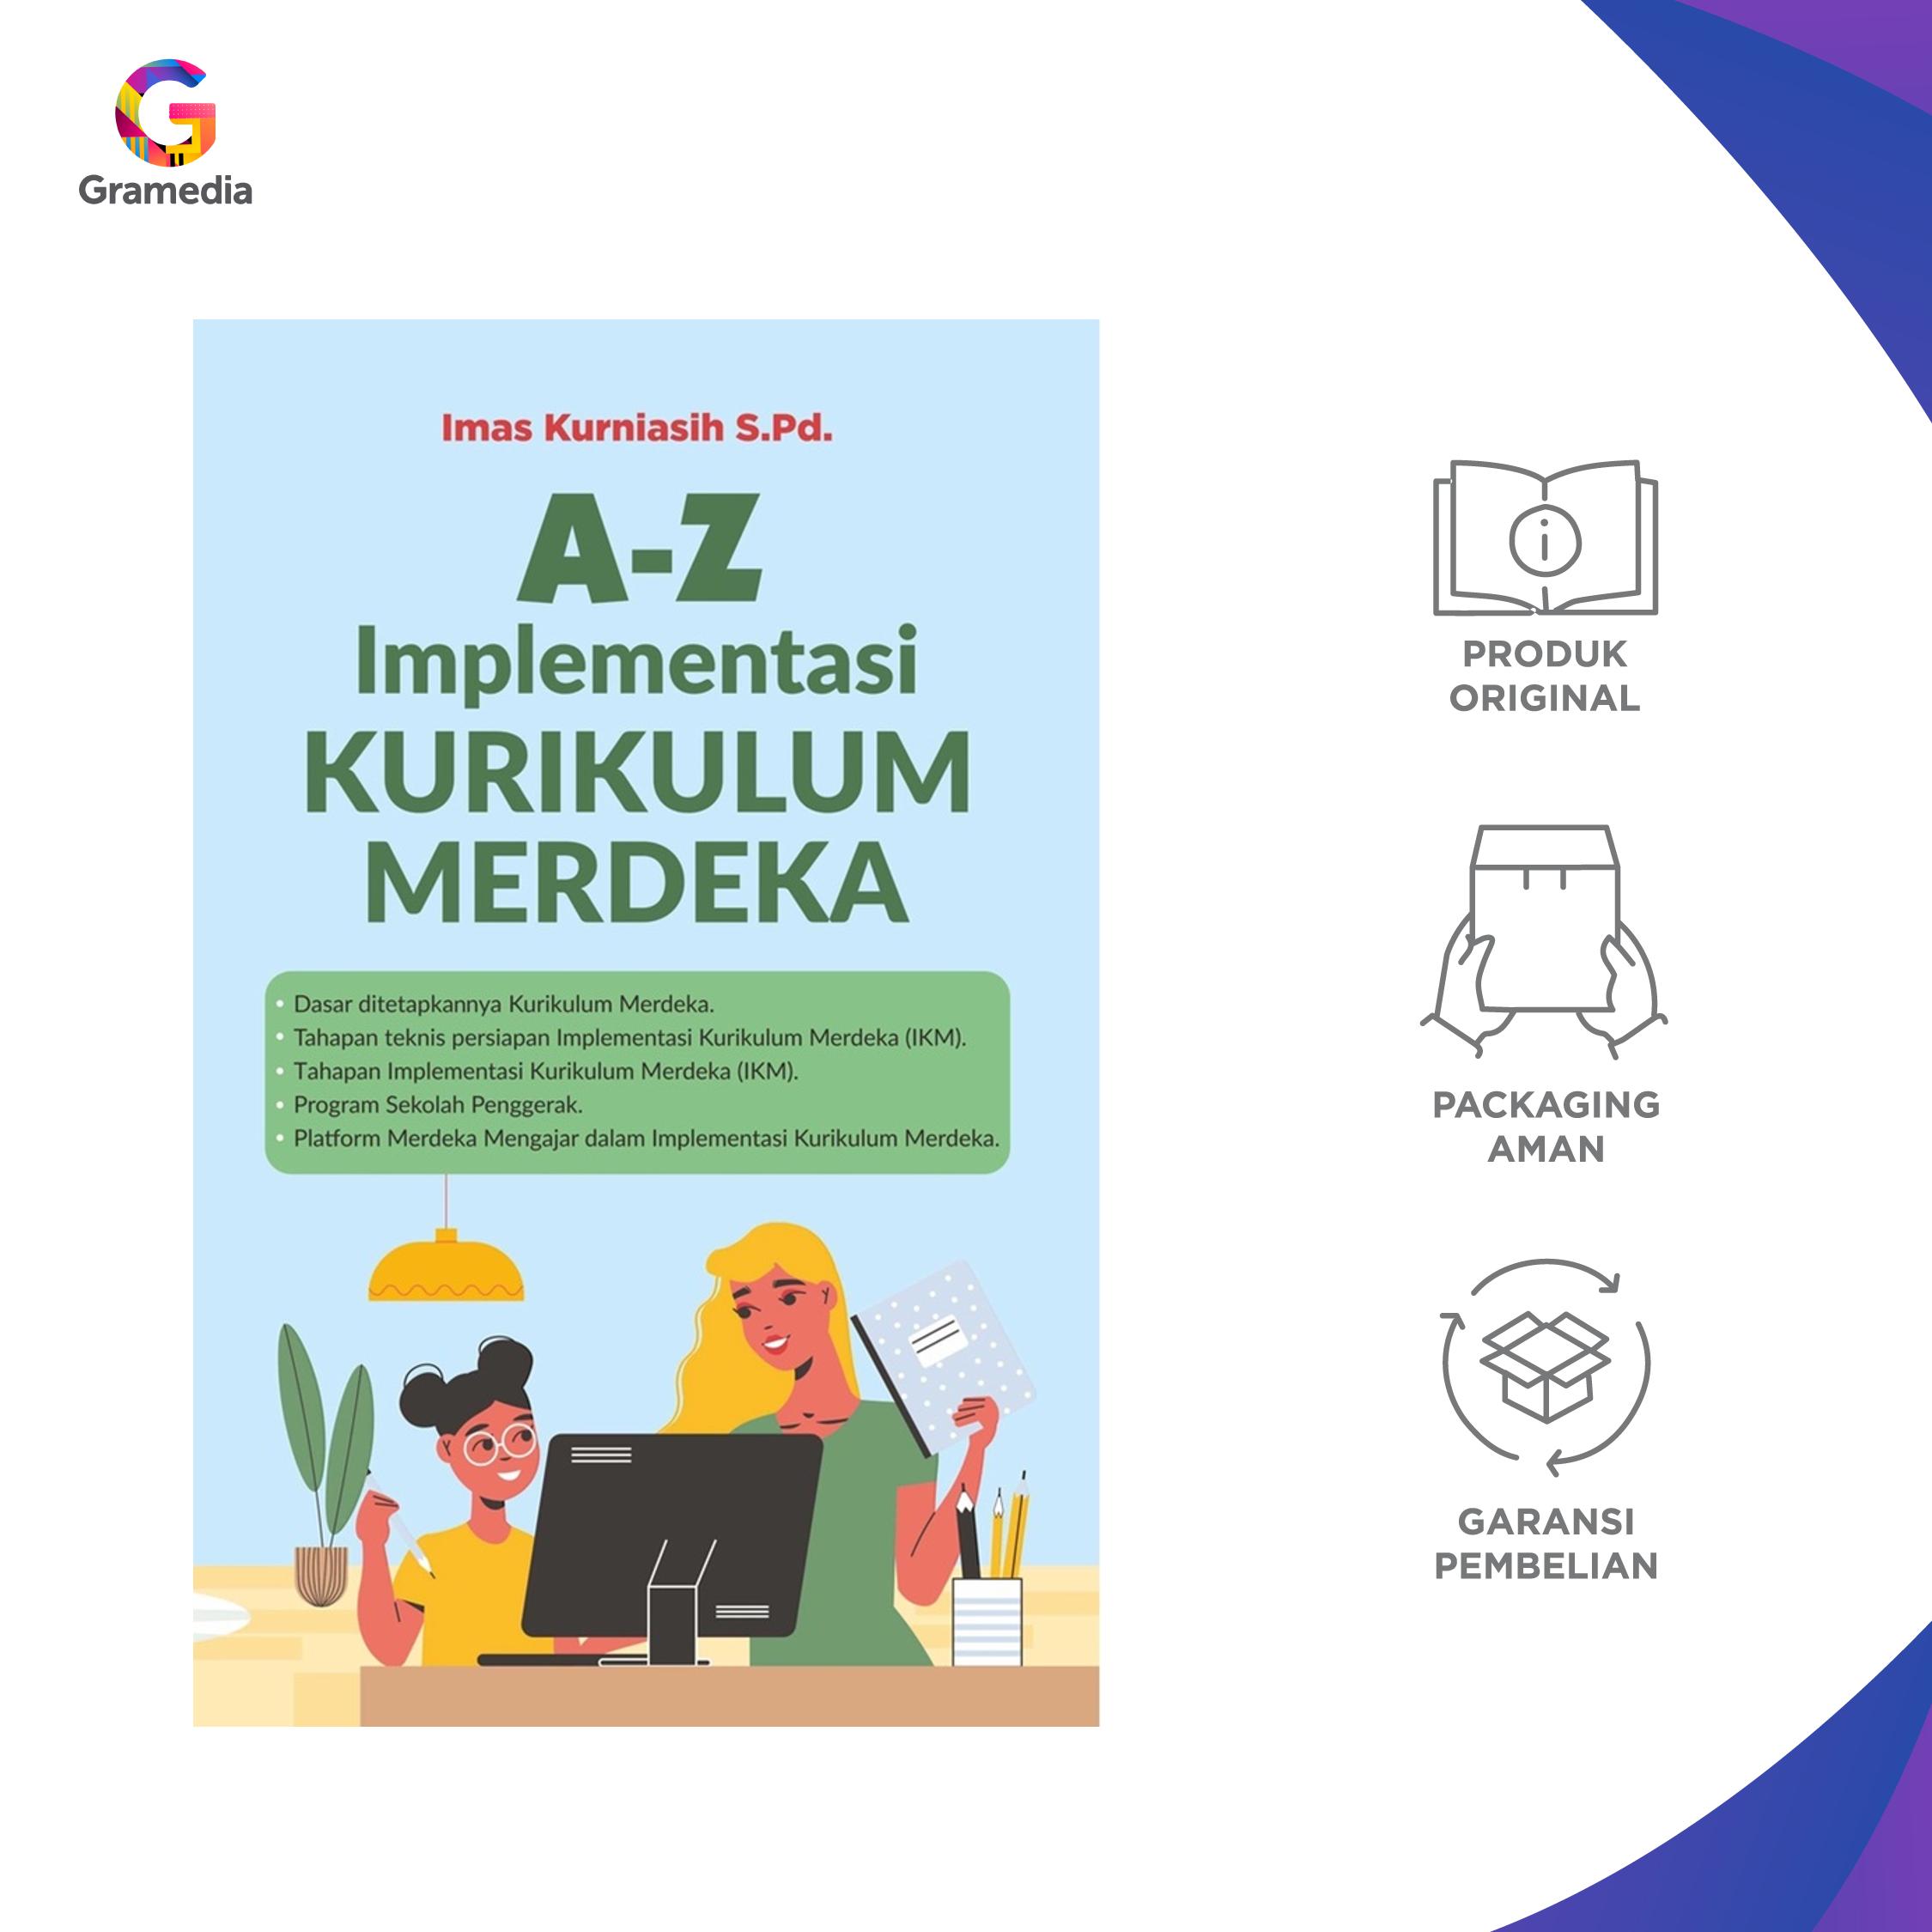 Gramedia
Imas Kurniasih S.Pd.
A-Z
Implementasi
KURIKULUM
MERDEKA
• Dasar ditetapkannya Kurikulum Merdeka.
• Tahapan teknis persiapan Implementasi Kurikulum Merdeka (IKM).
• Tahapan Implementasi Kurikulum Merdeka (IKM).
• Program Sekolah Penggerak.
• Platform Merdeka Mengajar dalam Implementasi Kurikulum Merdeka.
PRODUK
ORIGINAL
PACKAGING
AMAN
GARANSI
PEMBELIAN